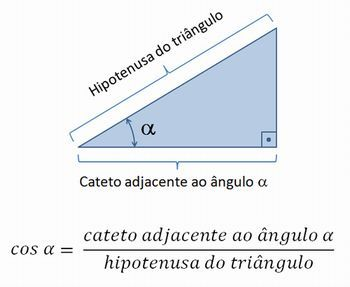 Hipotenusa do triângulo
α
Cateto adjacente ao ângulo α
cos α = cateto adjacente ao ângulo α
hipotenusa do triângulo